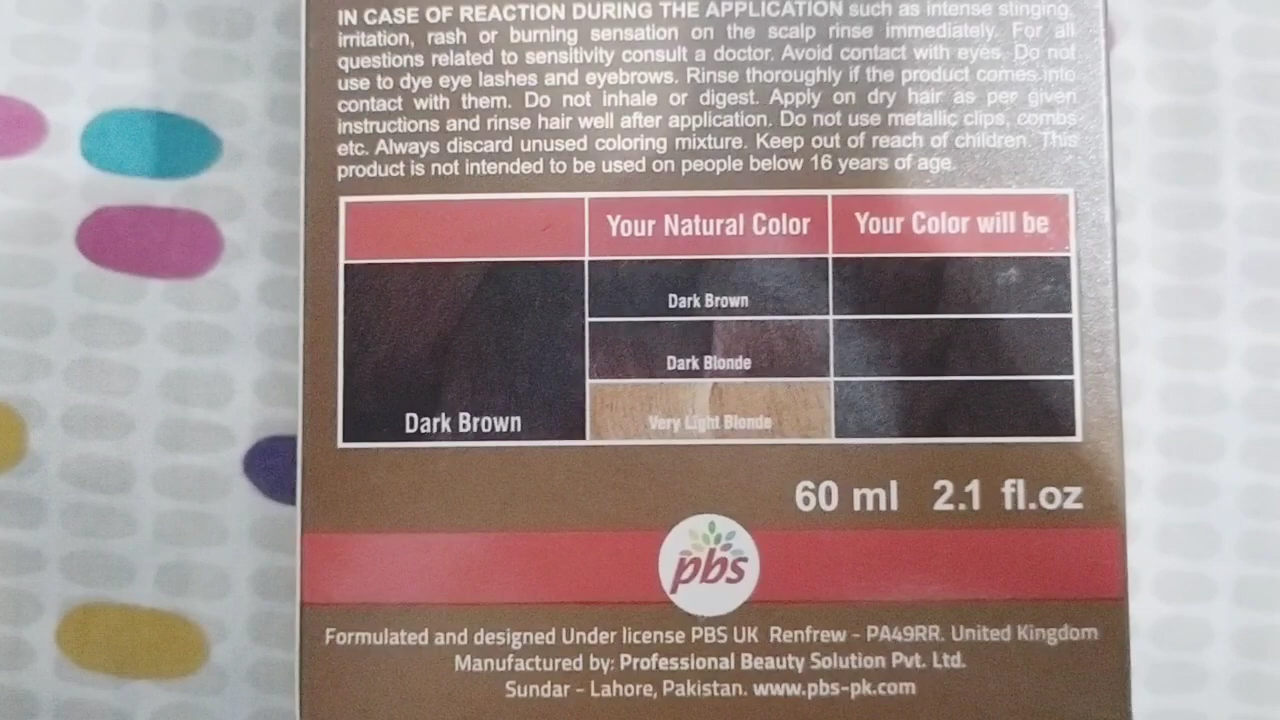 IN CASE OF REACTION DURING THE APPLICATION such as intense stinging,
irritation, rash or burning sensation on the scalp rinse immediately. For all
questions related to sensitivity consult a doctor. Avoid contact with eyes. Do not
use to dye eye lashes and eyebrows. Rinse thoroughly if the product comes into
contact with them. Do not inhale or digest. Apply on dry hair as per given
instructions and rinse hair well after application. Do not use metallic clips, combs
etc. Always discard unused coloring mixture. Keep out of reach of children. This
product is not intended to be used on people below 16 years of age.
Your Natural Color Your Color will be
Dark Brown
Dark Blonde
Very Light Blonde
Dark Brown
60 ml 2.1 fl.oz
pbs
Formulated and designed Under license PBS UK Renfrew - PA49RR. United Kingdom
Manufactured by: Professional Beauty Solution Pvt. Ltd.
Sundar - Lahore, Pakistan. www.pbs-pk.com